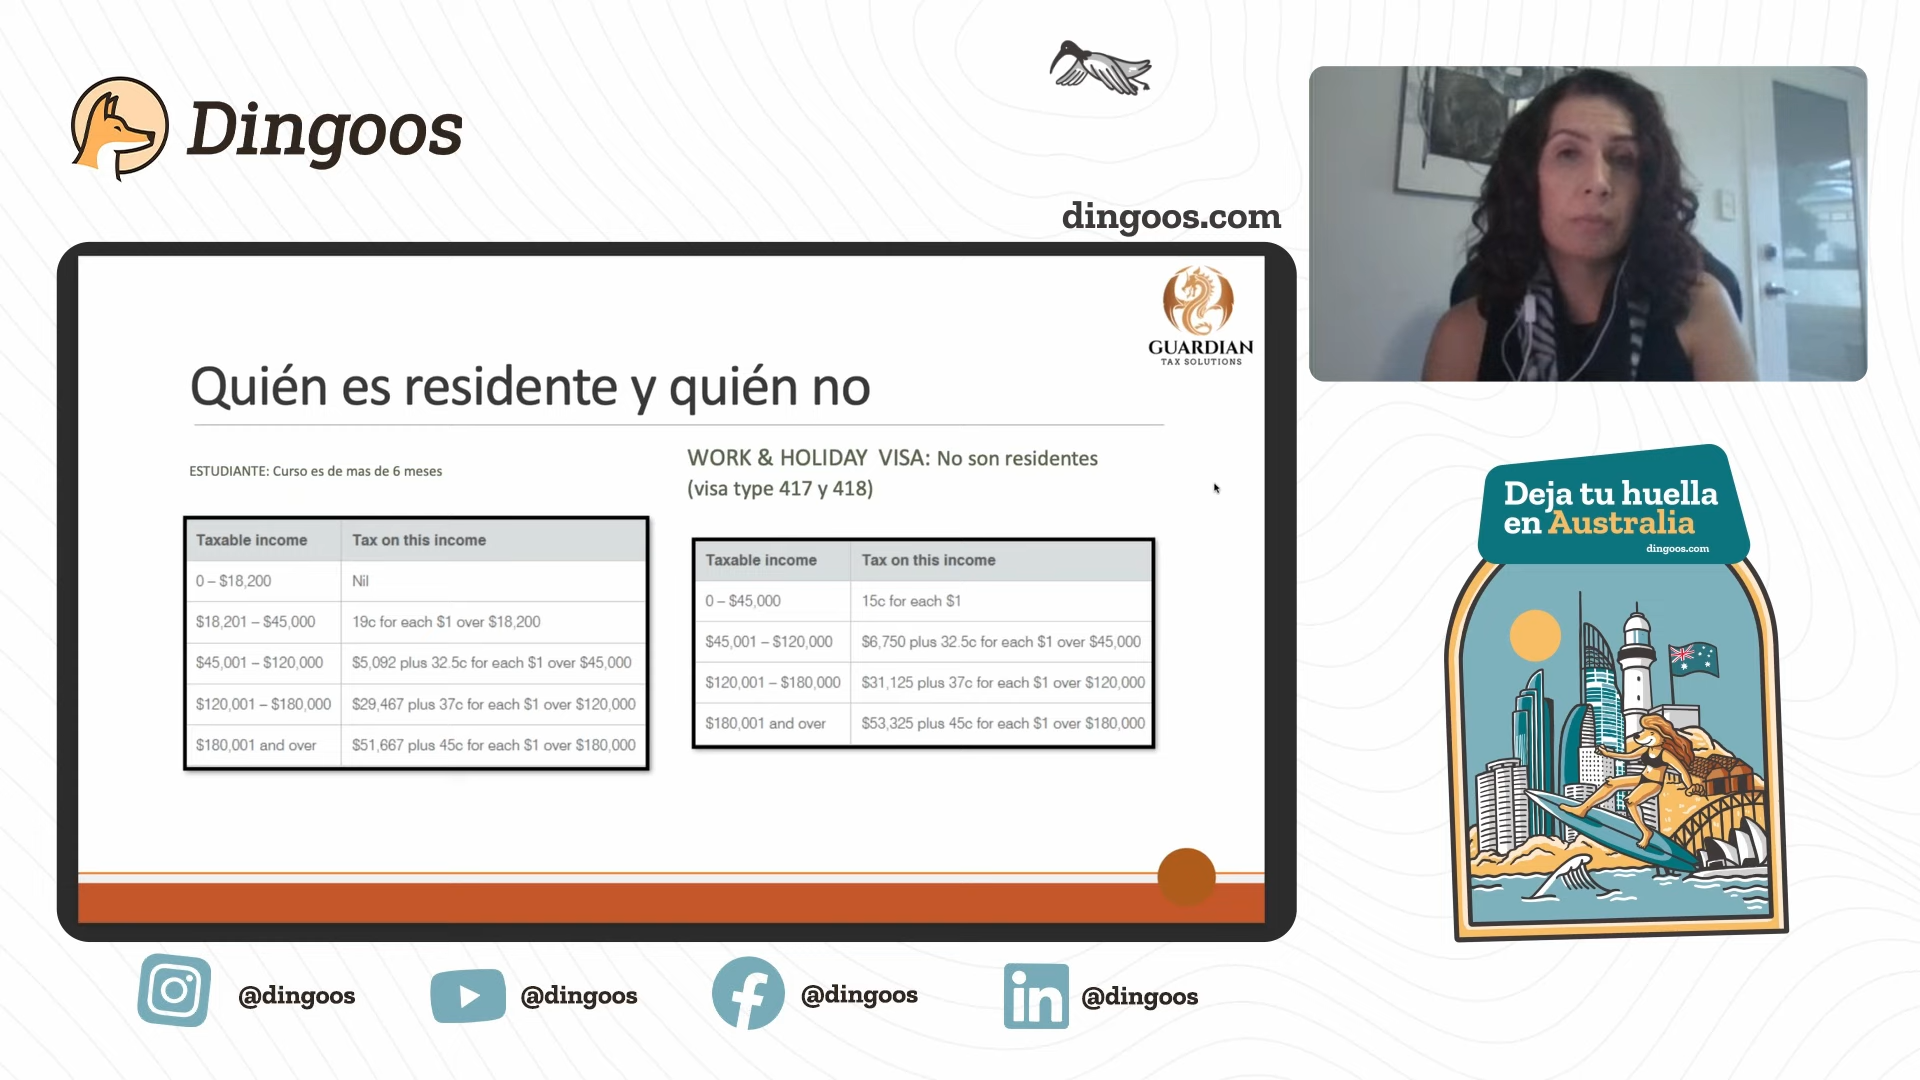 Dingoos
dingoos.com
GUARDIAN
TAX SOLUTIONS
Quién es residente y quién no
ESTUDIANTE: Curso es de mas de 6 meses
Taxable income Tax on this income
0 – $18,200 Nil
$18,201 – $45,000 19c for each $1 over $18,200
$45,001 – $120,000 $5,092 plus 32.5c for each $1 over $45,000
$120,001 – $180,000 $29,467 plus 37c for each $1 over $120,000
$180,001 and over $51,667 plus 45c for each $1 over $180,000
WORK & HOLIDAY VISA: No son residentes
(visa type 417 y 418)
Taxable income Tax on this income
0 – $45,000 15c for each $1
$45,001 – $120,000 $6,750 plus 32.5c for each $1 over $45,000
$120,001 – $180,000 $31,125 plus 37c for each $1 over $120,000
$180,001 and over $53,325 plus 45c for each $1 over $180,000
Deja tu huella
en Australia
dingoos.com
@dingoos
@dingoos
@dingoos
in @dingoos